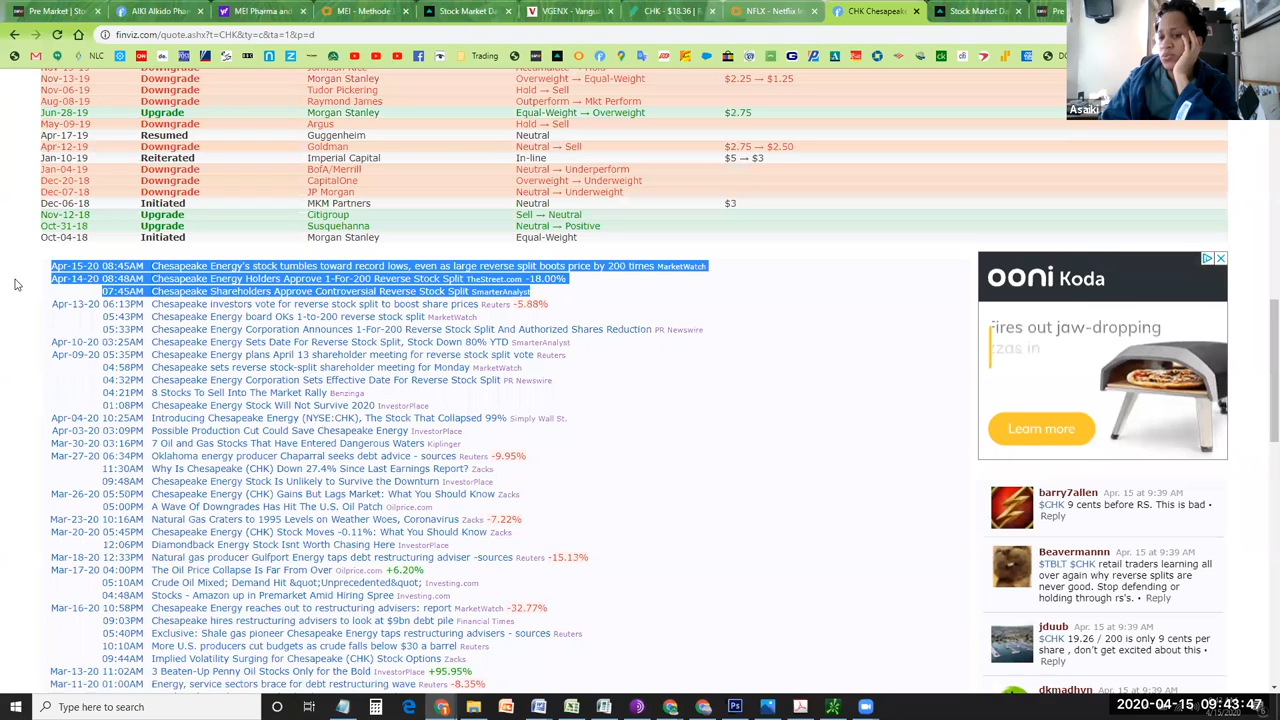 Pre Market | S
AIKI Aikido Phar
MEI Pharma and
MEI - Methode
Stock Market Da
VGENX - Vangu
CHK - $18.36 | R
NFLX - Netflix In
CHK Chesapeake
Stock Market Da
Pre
finviz.com/quote.ashx?t=CHK&ty=c&ta=1&p=d
NLC
Trading
Do
Asaiki
Nov-13-19 Downgrade Morgan Stanley Overweight → Equal-Weight $2.25 → $1.25
Nov-06-19 Downgrade Tudor Pickering Hold → Sell
Aug-08-19 Downgrade Raymond James Outperform → Mkt Perform
Jun-28-19 Upgrade Morgan Stanley Equal-Weight → Overweight $2.75
May-09-19 Downgrade Argus Hold → Sell
Apr-17-19 Resumed Guggenheim Neutral
Apr-12-19 Downgrade Goldman Neutral → Sell $2.75 → $2.50
Jan-10-19 Reiterated Imperial Capital In-line $5 → $3
Jan-04-19 Downgrade BofA/Merrill Neutral → Underperform
Dec-20-18 Downgrade CapitalOne Overweight → Underweight
Dec-07-18 Downgrade JP Morgan Neutral → Underweight
Dec-06-18 Initiated MKM Partners Neutral $3
Nov-12-18 Upgrade Citigroup Sell → Neutral
Oct-31-18 Upgrade Susquehanna Neutral → Positive
Oct-04-18 Initiated Morgan Stanley Equal-Weight
Apr-15-20 08:45AM Chesapeake Energy's stock tumbles toward record lows, even as large reverse split boots price by 200 times MarketWatch
Apr-14-20 08:48AM Chesapeake Energy Holders Approve 1-For-200 Reverse Stock Split TheStreet.com -18.00%
07:45AM Chesapeake Shareholders Approve Controversial Reverse Stock Split SmarterAnalyst
Apr-13-20 06:13PM Chesapeake investors vote for reverse stock split to boost share prices Reuters -5.88%
05:43PM Chesapeake Energy board OKs 1-to-200 reverse stock split MarketWatch
05:33PM Chesapeake Energy Corporation Announces 1-For-200 Reverse Stock Split And Authorized Shares Reduction PR Newswire
Apr-10-20 03:25AM Chesapeake Energy Sets Date For Reverse Stock Split, Stock Down 80% YTD SmarterAnalyst
Apr-09-20 05:35PM Chesapeake Energy plans April 13 shareholder meeting for reverse stock split vote Reuters
04:58PM Chesapeake sets reverse stock-split shareholder meeting for Monday MarketWatch
04:32PM Chesapeake Energy Corporation Sets Effective Date For Reverse Stock Split PR Newswire
04:21PM 8 Stocks To Sell Into The Market Rally Benzinga
01:08PM Chesapeake Energy Stock Will Not Survive 2020 InvestorPlace
Apr-04-20 10:25AM Introducing Chesapeake Energy (NYSE:CHK), The Stock That Collapsed 99% Simply Wall St.
Apr-03-20 03:09PM Possible Production Cut Could Save Chesapeake Energy InvestorPlace
Mar-30-20 03:16PM 7 Oil and Gas Stocks That Have Entered Dangerous Waters Kiplinger
Mar-27-20 06:34PM Oklahoma energy producer Chaparral seeks debt advice - sources Reuters -9.95%
11:30AM Why Is Chesapeake (CHK) Down 27.4% Since Last Earnings Report? Zacks
09:48AM Chesapeake Energy Stock Is Unlikely to Survive the Downturn InvestorPlace
Mar-26-20 05:50PM Chesapeake (CHK) Gains But Lags Market: What You Should Know Zacks
05:00PM A Wave Of Downgrades Has Hit The U.S. Oil Patch Oilprice.com
Mar-23-20 10:16AM Natural Gas Craters to 1995 Levels on Weather Woes, Coronavirus Zacks -7.22%
Mar-20-20 05:45PM Chesapeake Energy (CHK) Stock Moves -0.11%: What You Should Know Zacks
12:06PM Diamondback Energy Stock Isnt Worth Chasing Here InvestorPlace
Mar-18-20 12:33PM Natural gas producer Gulfport Energy taps debt restructuring adviser -sources Reuters -15.13%
Mar-17-20 04:00PM The Oil Price Collapse Is Far From Over Oilprice.com +6.20%
05:10AM Crude Oil Mixed; Demand Hit &quot;Unprecedented&quot; Investing.com
04:48AM Stocks - Amazon up in Premarket Amid Hiring Spree Investing.com
Mar-16-20 10:58PM Chesapeake Energy reaches out to restructuring advisers: report MarketWatch -32.77%
09:03PM Chesapeake hires restructuring advisers to look at $9bn debt pile Financial Times
05:40PM Exclusive: Shale gas pioneer Chesapeake Energy taps restructuring advisers - sources Reuters
10:10AM More U.S. producers cut budgets as crude falls below $30 a barrel Reuters
09:44AM Implied Volatility Surging for Chesapeake (CHK) Stock Options Zacks
Mar-13-20 11:02AM 3 Beaten-Up Penny Oil Stocks Only for the Bold InvestorPlace +95.95%
Mar-11-20 01:00AM Energy, service sectors brace for debt restructuring wave Reuters -8.35%
ooni Koda
Fires out jaw-dropping
zzas in
Learn more
barry7allen Apr. 15 at 9:39 AM
$CHK 9 cents before RS. This is bad •
Reply
Beavermannn Apr. 15 at 9:39 AM
$TBLT $CHK retail traders learning all
over again why reverse splits are
never good. Stop defending or
holding through rs's. • Reply
jduub Apr. 15 at 9:39 AM
$CHK 19.26 / 200 is only 9 cents per
share , don't get excited about this •
Reply
dkmadhvn Apr. 15 at 9:39 AM
Type here to search
2020-04-15 09:43:47
4/15/2020